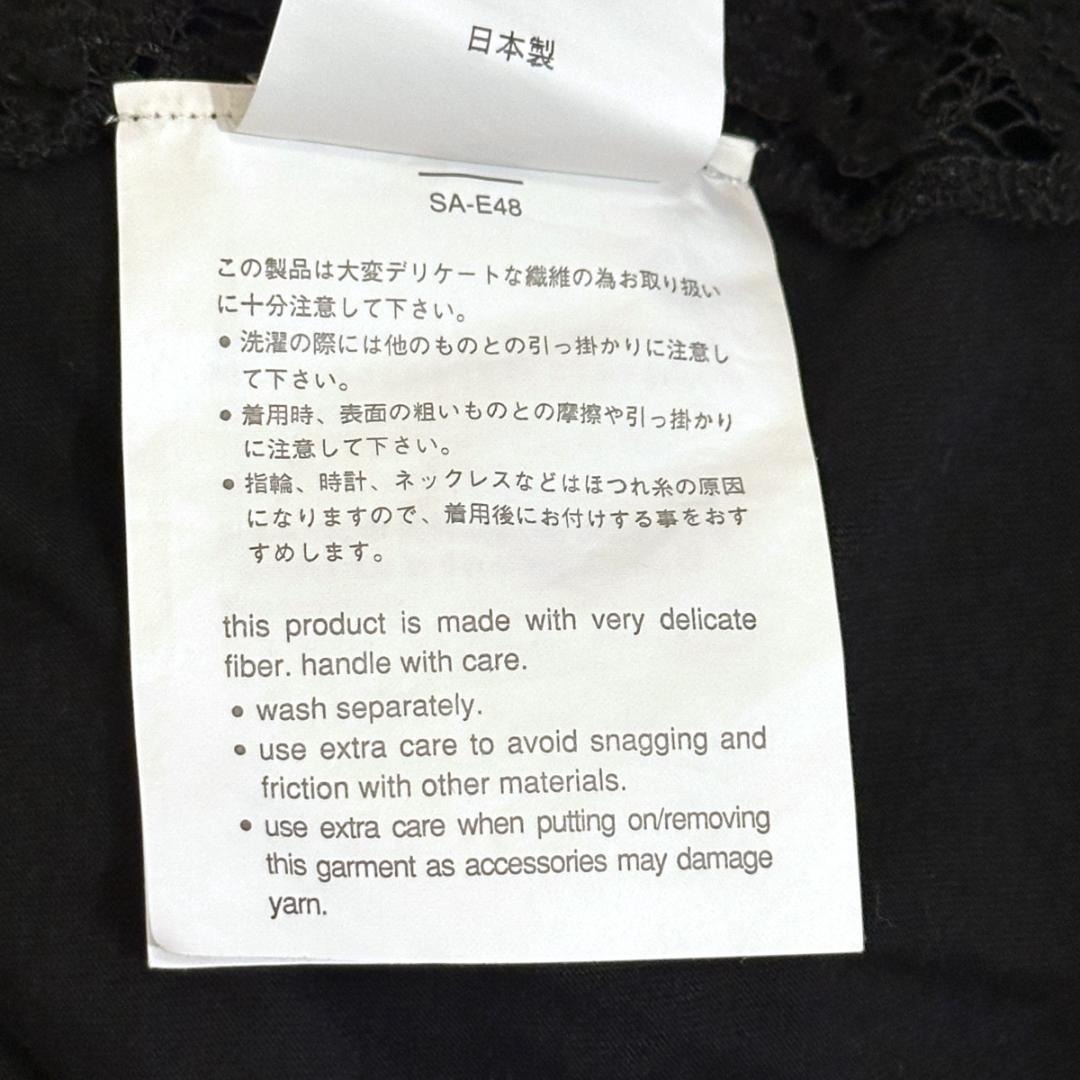 日本製
SA-E48
この製品は大変デリケートな繊維の為お取り扱い
に十分注意して下さい。
● 洗濯の際には他のものとの引っ掛かりに注意し
て下さい。
● 着用時、表面の粗いものとの摩擦や引っ掛かり
に注意して下さい。
● 指輪、時計、ネックレスなどはほつれ糸の原因
になりますので、着用後にお付けする事をおす
すめします。
this product is made with very delicate
fiber. handle with care.
● wash separately.
● use extra care to avoid snagging and
friction with other materials.
● use extra care when putting on/removing
this garment as accessories may damage
yarn.